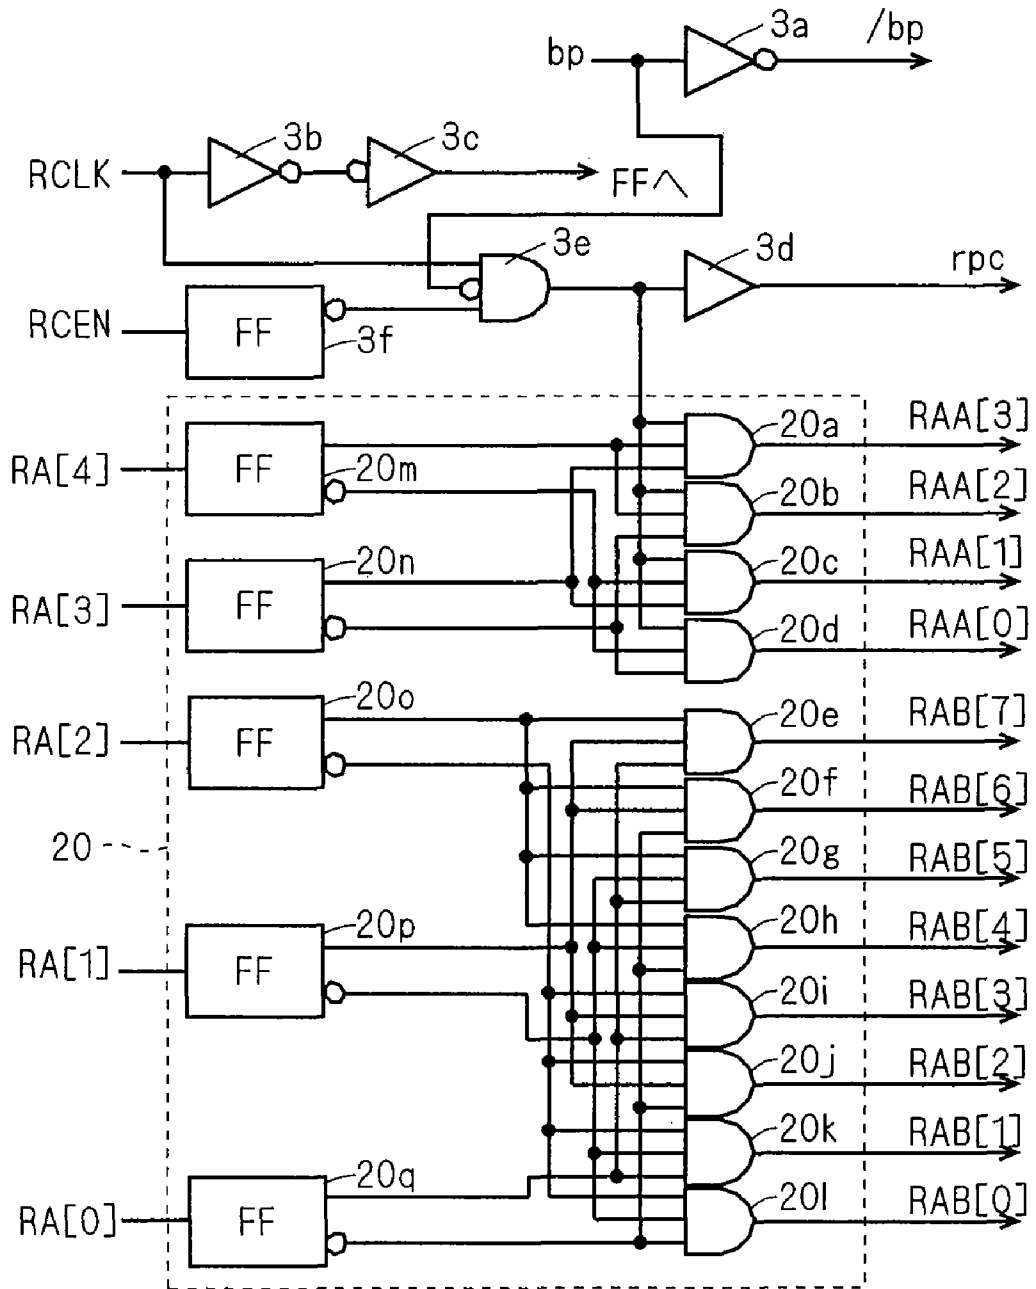 3a
bp
/bp
3b
3c
RCLK
FFへ
3e
3d
rpc
RCEN
FF
3f
RA[4]
FF
20m
20a
RAA[3]
20b
RAA[2]
RA[3]
FF
20n
20c
RAA[1]
20d
RAA[0]
RA[2]
FF
20o
20e
RAB[7]
20f
RAB[6]
20
20g
RAB[5]
RA[1]
FF
20p
20h
RAB[4]
20i
RAB[3]
20j
RAB[2]
20k
RAB[1]
RA[0]
FF
20q
20l
RAB[0]